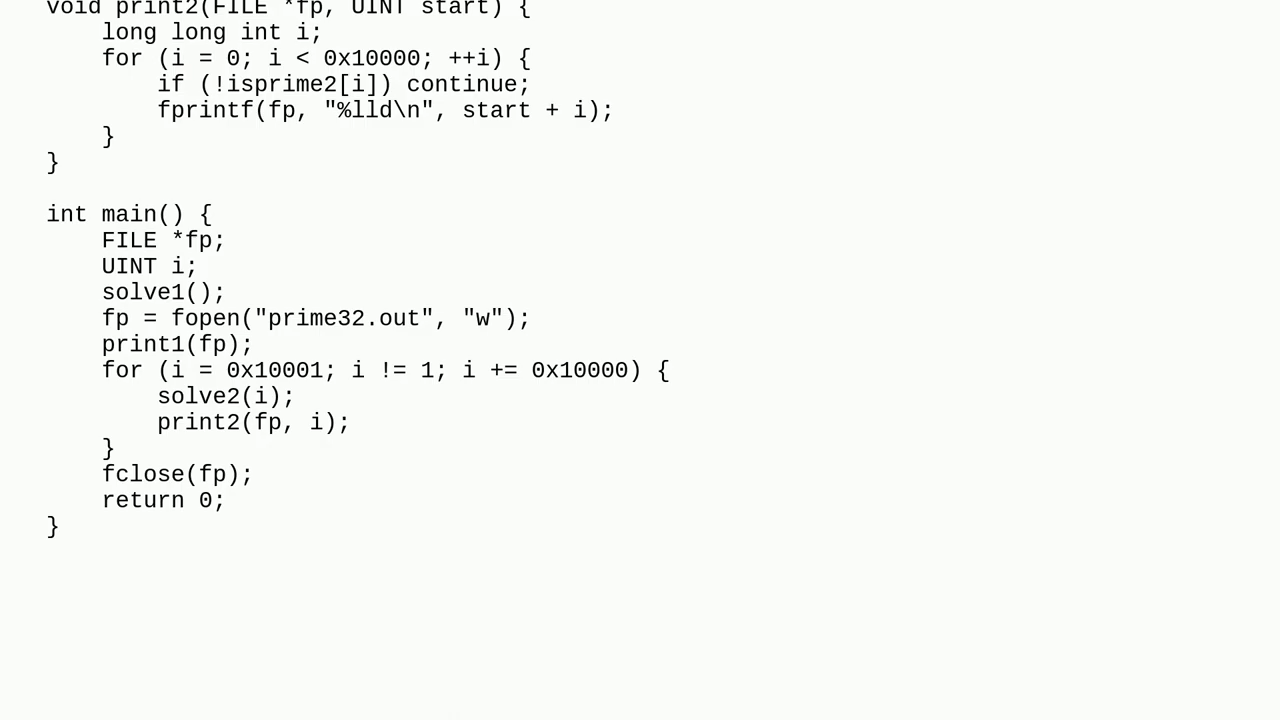 void print2(FILE *fp, UINT start) {
    long long int i;
    for (i = 0; i < 0x10000; ++i) {
        if (!isprime2[i]) continue;
        fprintf(fp, "%lld\n", start + i);
    }
}

int main() {
    FILE *fp;
    UINT i;
    solve1();
    fp = fopen("prime32.out", "w");
    print1(fp);
    for (i = 0x10001; i != 1; i += 0x10000) {
        solve2(i);
        print2(fp, i);
    }
    fclose(fp);
    return 0;
}